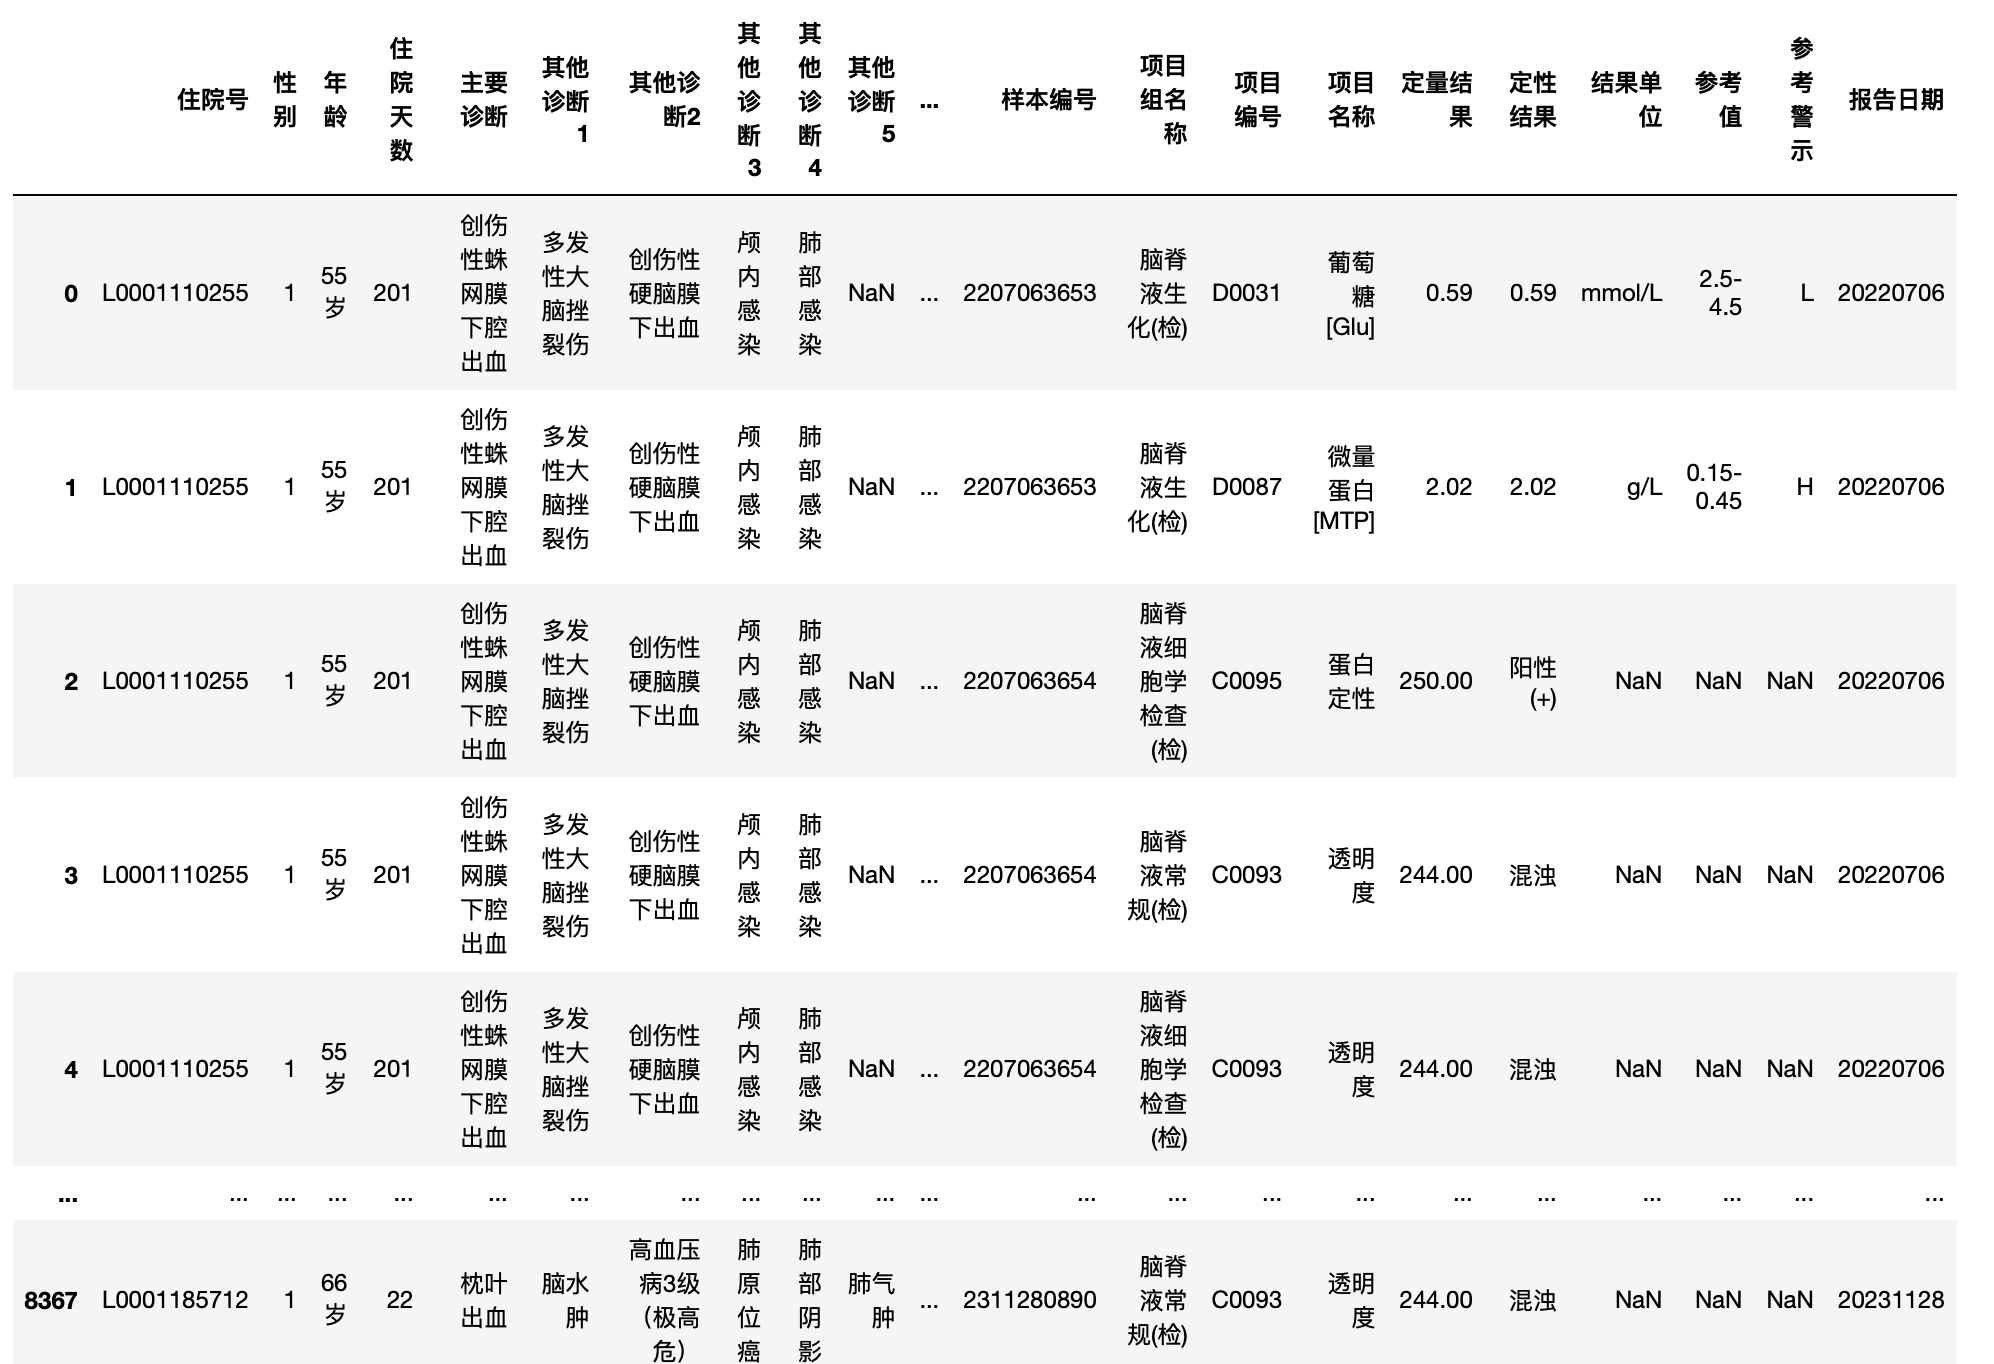 住院号 性别 年龄 住院天数 主要诊断 其他诊断1 其他诊断2 其他诊断3 其他诊断4 其他诊断5 ... 样本编号 项目组名称 项目编号 项目名称 定量结果 定性结果 结果单位 参考值 参考警示 报告日期
0 L0001110255 1 55岁 201 创伤性蛛网膜下腔出血 多发性大脑挫裂伤 创伤性硬脑膜下出血 颅内感染 肺部感染 NaN ... 2207063653 脑脊液生化(检) D0031 葡萄糖[Glu] 0.59 0.59 mmol/L 2.5-4.5 L 20220706
1 L0001110255 1 55岁 201 创伤性蛛网膜下腔出血 多发性大脑挫裂伤 创伤性硬脑膜下出血 颅内感染 肺部感染 NaN ... 2207063653 脑脊液生化(检) D0087 微量蛋白[MTP] 2.02 2.02 g/L 0.15-0.45 H 20220706
2 L0001110255 1 55岁 201 创伤性蛛网膜下腔出血 多发性大脑挫裂伤 创伤性硬脑膜下出血 颅内感染 肺部感染 NaN ... 2207063654 脑脊液细胞学检查(检) C0095 蛋白定性 250.00 阳性(+) NaN NaN NaN 20220706
3 L0001110255 1 55岁 201 创伤性蛛网膜下腔出血 多发性大脑挫裂伤 创伤性硬脑膜下出血 颅内感染 肺部感染 NaN ... 2207063654 脑脊液常规(检) C0093 透明度 244.00 混浊 NaN NaN NaN 20220706
4 L0001110255 1 55岁 201 创伤性蛛网膜下腔出血 多发性大脑挫裂伤 创伤性硬脑膜下出血 颅内感染 肺部感染 NaN ... 2207063654 脑脊液细胞学检查(检) C0093 透明度 244.00 混浊 NaN NaN NaN 20220706
... ... ... ... ... ... ... ... ... ... ... ... ... ... ... ... ... ... ... ... ... ...
8367 L0001185712 1 66岁 22 枕叶出血 脑水肿 高血压病3级（极高危） 肺原位癌 肺部阴影 肺气肿 ... 2311280890 脑脊液常规(检) C0093 透明度 244.00 混浊 NaN NaN NaN 20231128